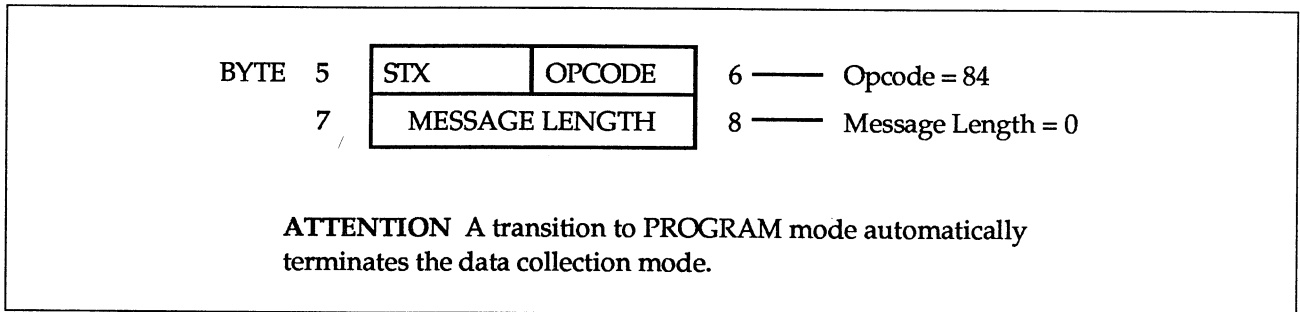 BYTE 5 STX OPCODE 6 Opcode = 84
7 MESSAGE LENGTH 8 Message Length = 0
ATTENTION A transition to PROGRAM mode automatically
terminates the data collection mode.